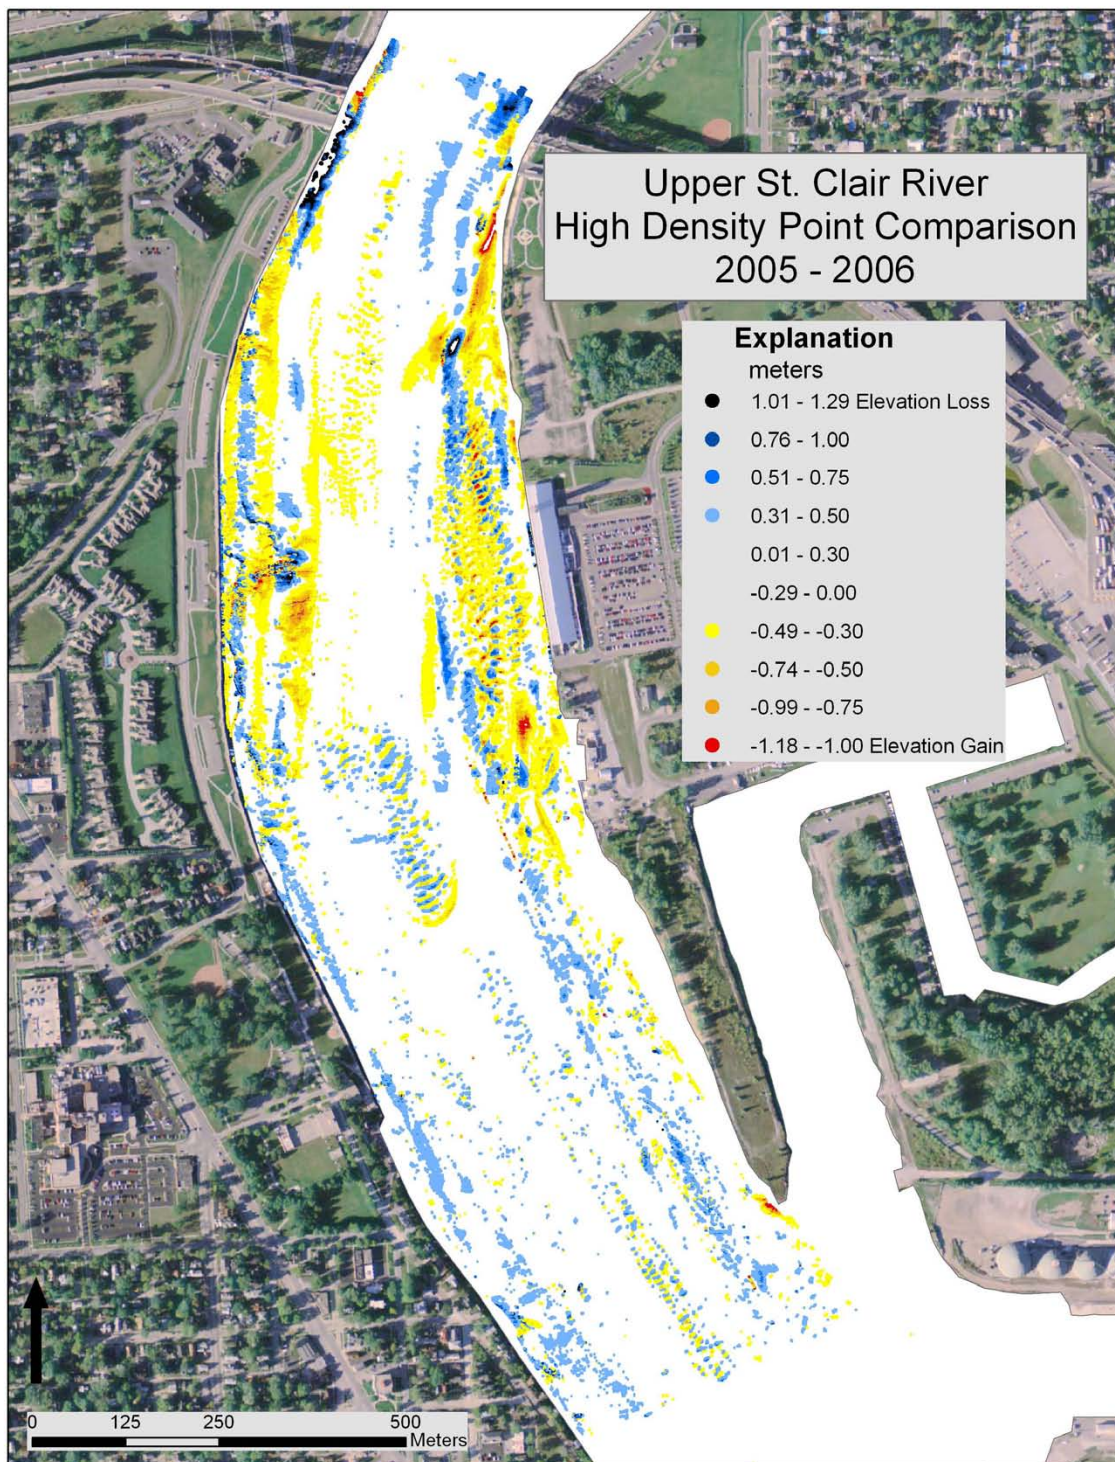 Upper St. Clair River
High Density Point Comparison
2005 - 2006
Explanation
meters
1.01 - 1.29 Elevation Loss
0.76 - 1.00
0.51 - 0.75
0.31 - 0.50
0.01 - 0.30
-0.29 - 0.00
-0.49 - -0.30
-0.74 - -0.50
-0.99 - -0.75
-1.18 - -1.00 Elevation Gain
0 125 250 500
Meters